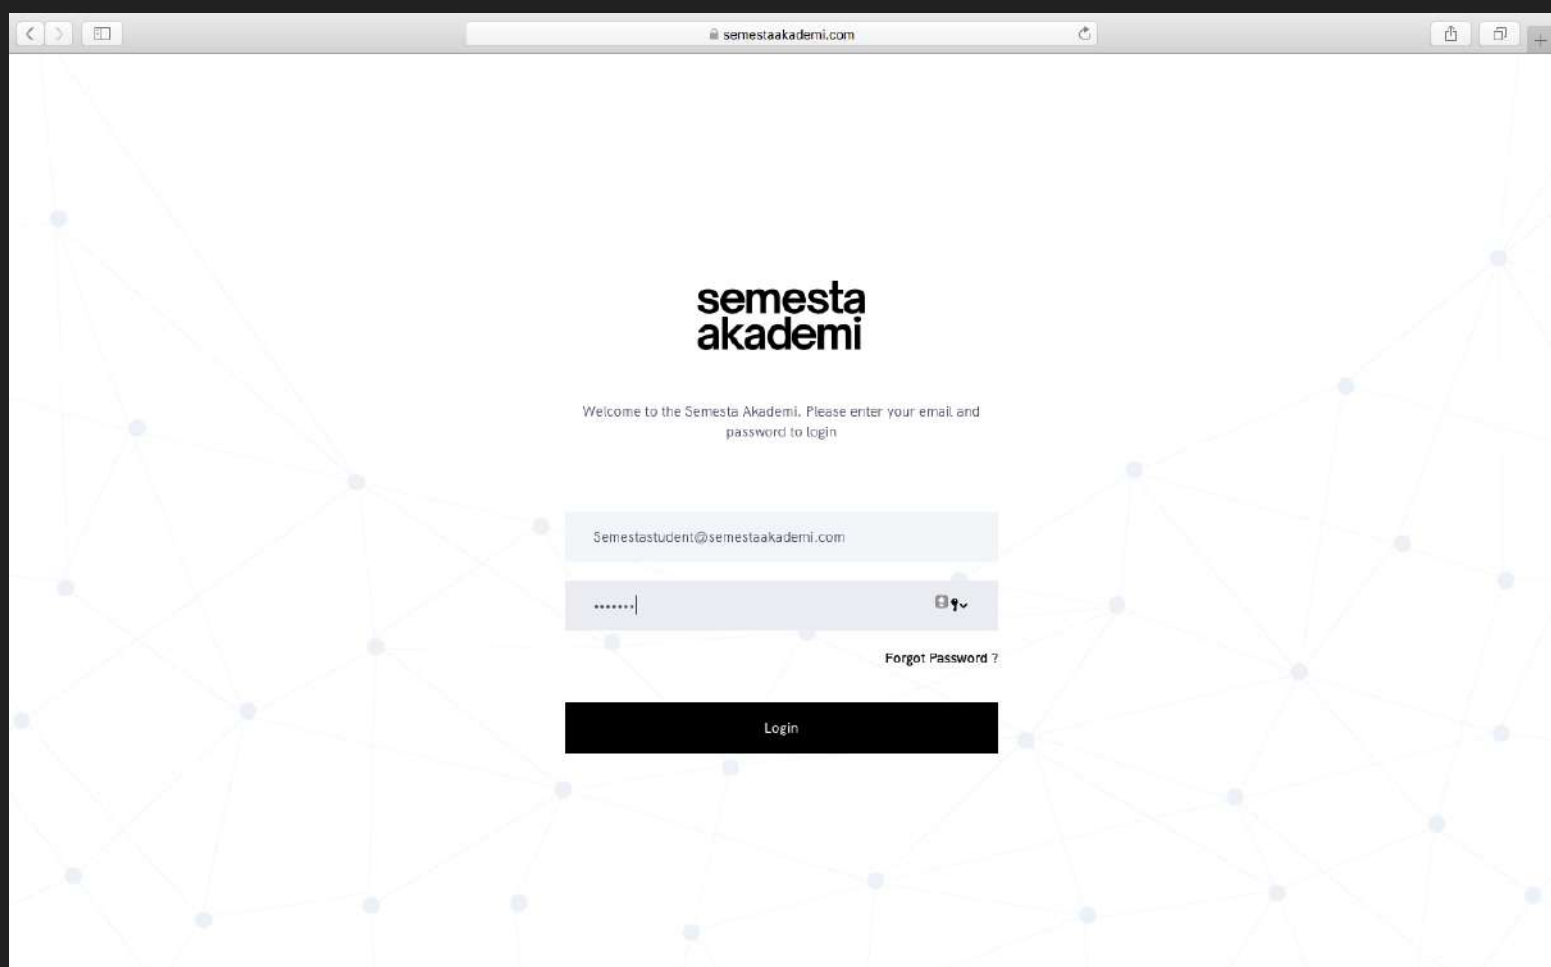 semestaakademi.com
semesta
akademi
Welcome to the Semesta Akademi. Please enter your email and
password to login
Semestastudent@semestaakademi.com
•••••••
Forgot Password ?
Login